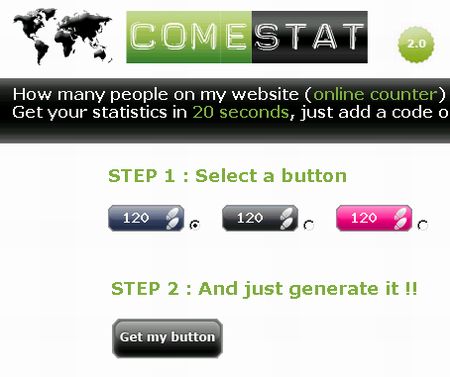 COMESTAT
2.0
How many people on my website (online counter)
Get your statistics in 20 seconds, just add a code o
STEP 1 : Select a button
120 120 120
STEP 2 : And just generate it !!
Get my button